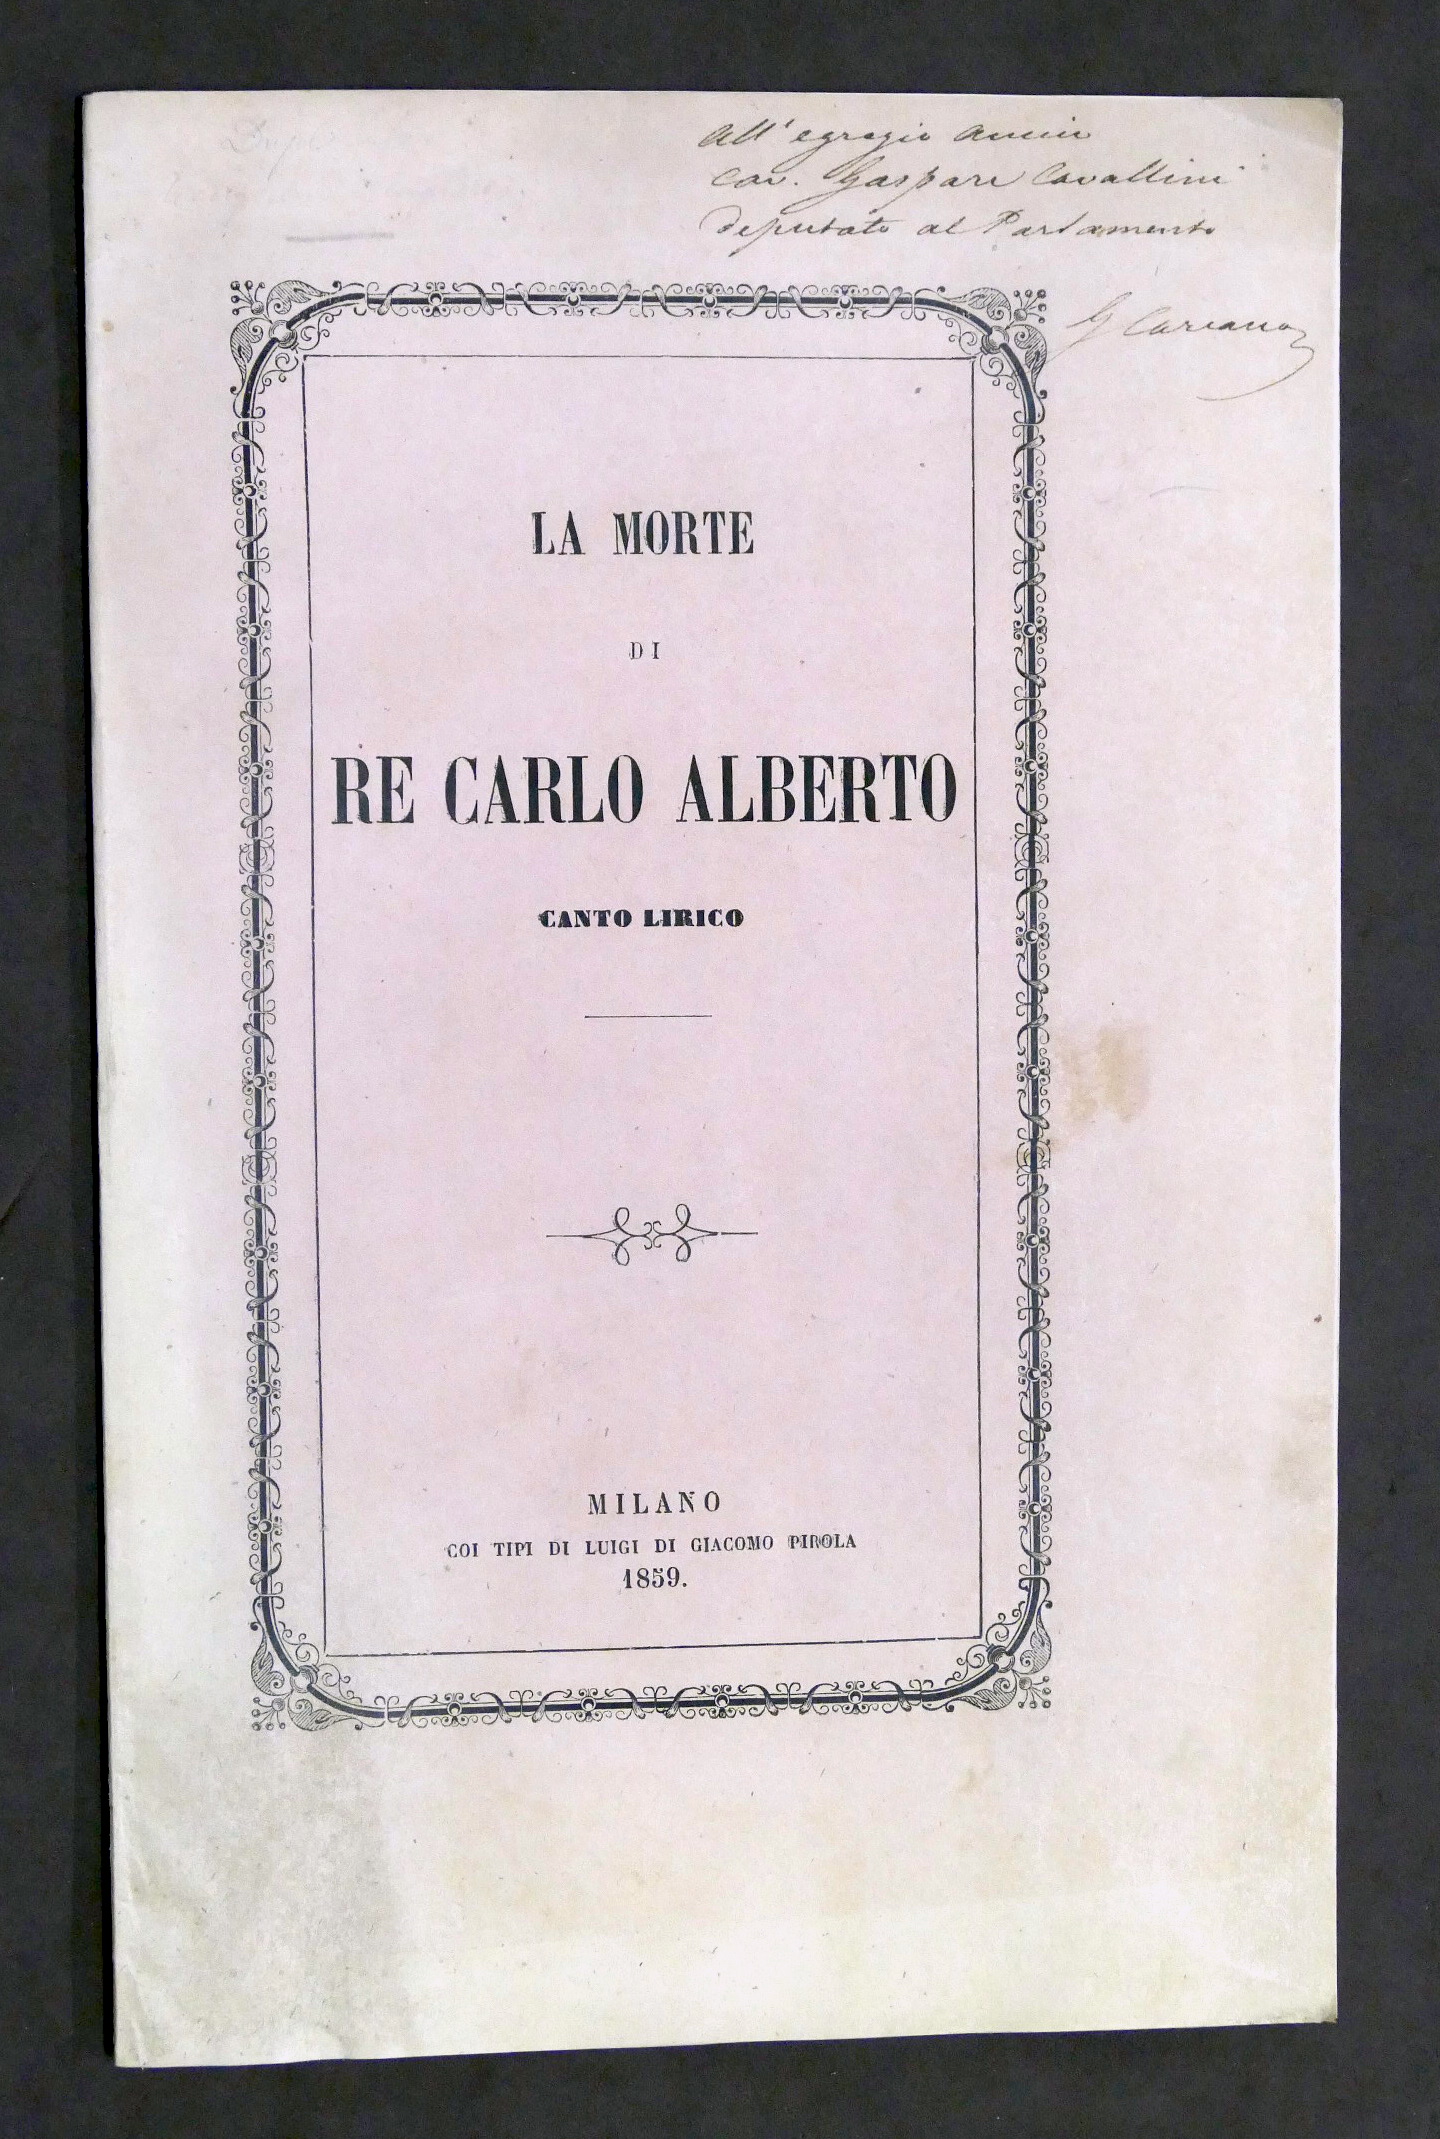 All' egregio amico
cav. Gaspare Cavallini
deputato al Parlamento
G Carcano
LA MORTE
DI
RE CARLO ALBERTO
CANTO LIRICO
MILANO
COI TIPI DI LUIGI DI GIACOMO PIROLA
1859.